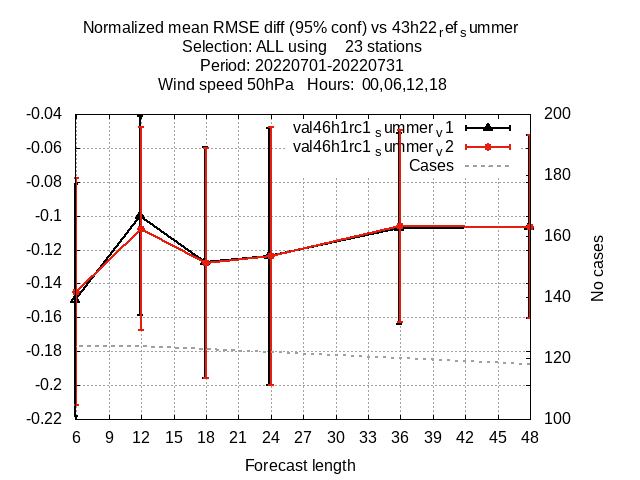 Normalized mean RMSE diff (95% conf) vs 43h22refsummer
Selection: ALL using 23 stations
Period: 20220701-20220731
Wind speed 50hPa Hours: 00,06,12,18
val46h1rc1summerv1
val46h1rc1summerv2
Cases
-0.04
-0.06
-0.08
-0.1
-0.12
-0.14
-0.16
-0.18
-0.2
-0.22
200
180
160
140
120
100
No cases
6 9 12 15 18 21 24 27 30 33 36 39 42 45 48
Forecast length